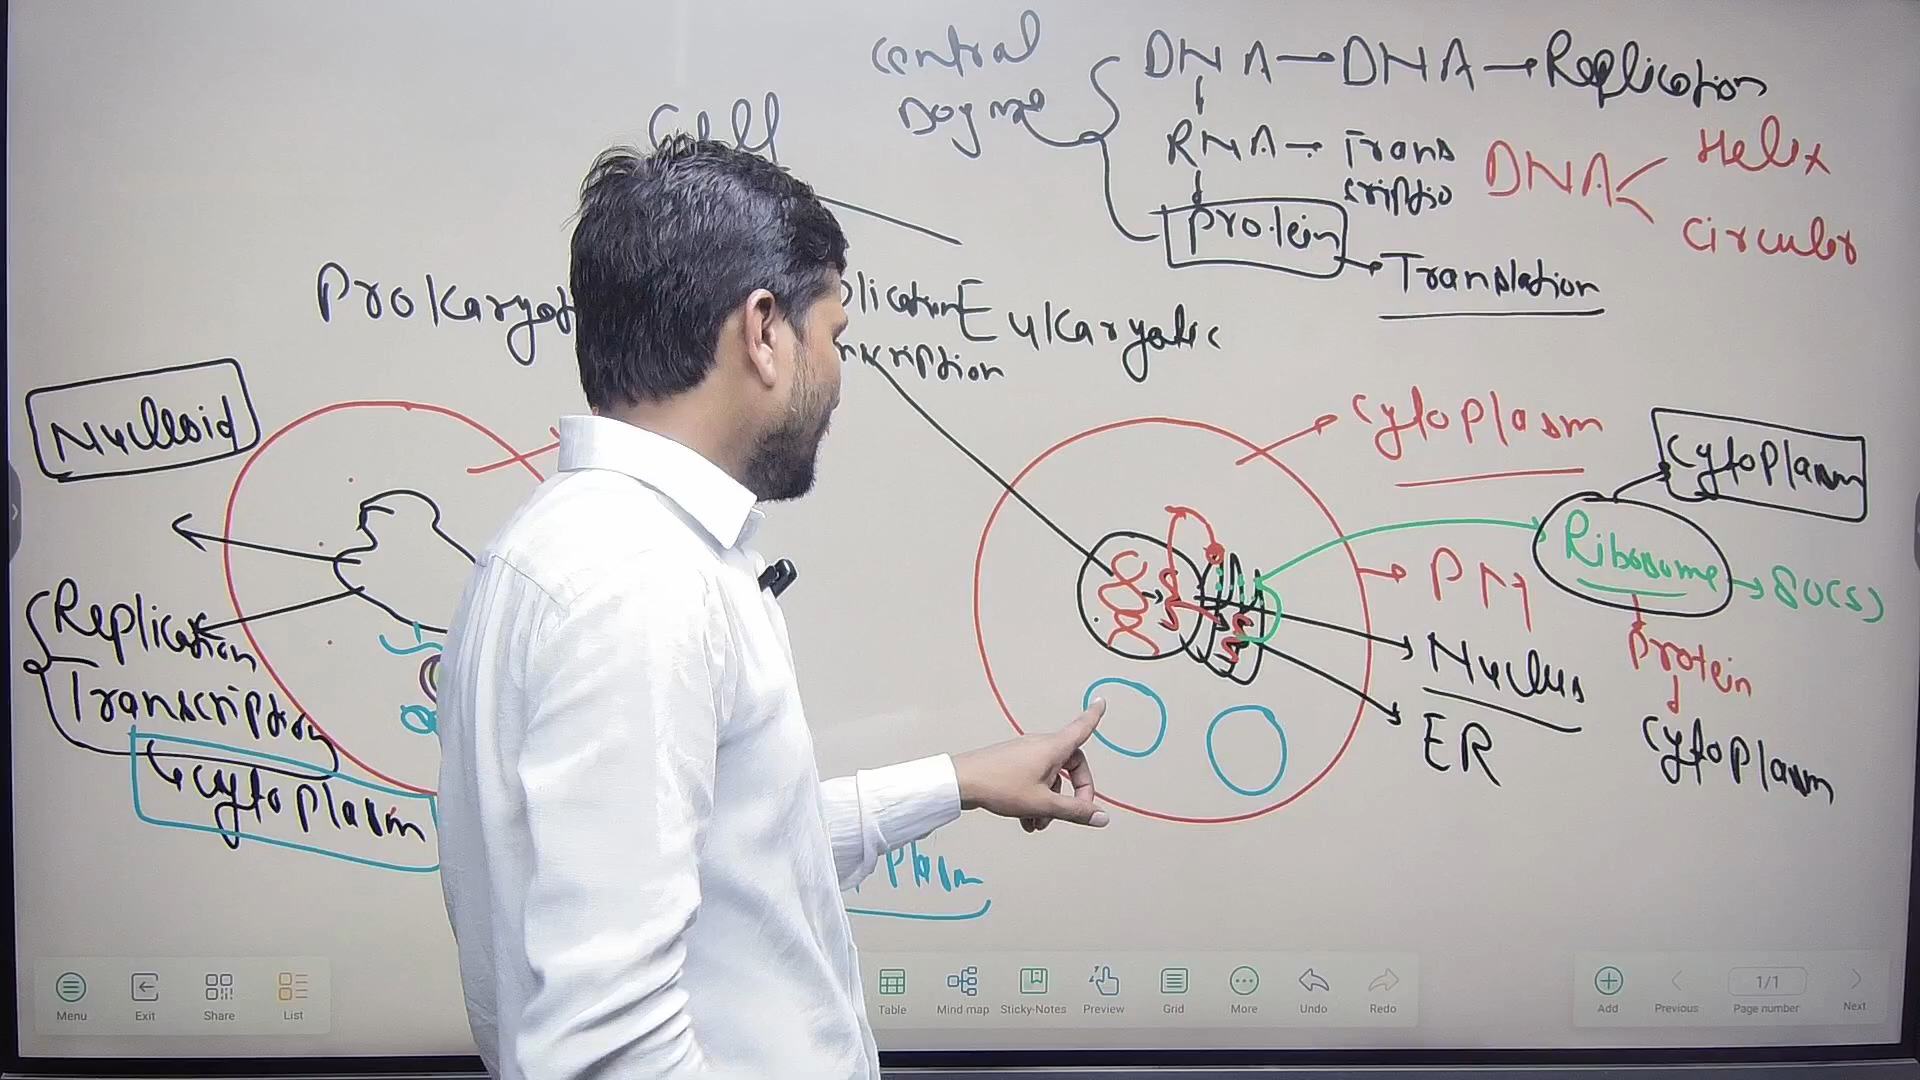 Central
Dogma
DNA → DNA → Replication
RNA → Trans
criptio
Protein
Translation
DNA
Helix
Circular
Cell
Eukaryotic
Nucleoid
Replication
Transcription
Cytoplasm
Cytoplasm
Cytoplasm
Ribosome → 80(S)
PM
Nucleus
ER
Protein
Cytoplasm
Menu
Exit
Share
List
Table
Mind map
Sticky-Notes
Preview
Grid
More
Undo
Redo
Add
Previous
1/1
Page number
Next